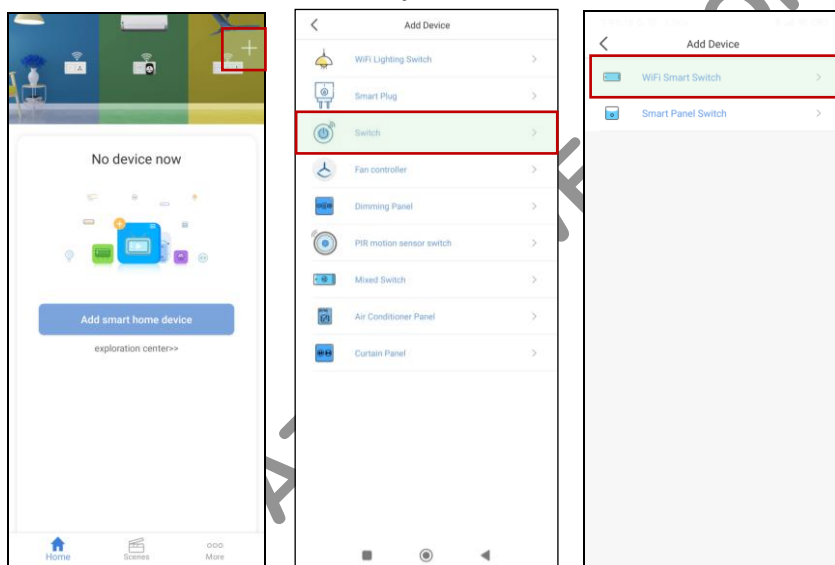 No device now
Add smart home device
exploration center>>
Home
Scenes
More
Add Device
WiFi Lighting Switch
Smart Plug
Switch
Fan controller
Dimming Panel
PIR motion sensor switch
Mixed Switch
Air Conditioner Panel
Curtain Panel
Add Device
WiFi Smart Switch
Smart Panel Switch